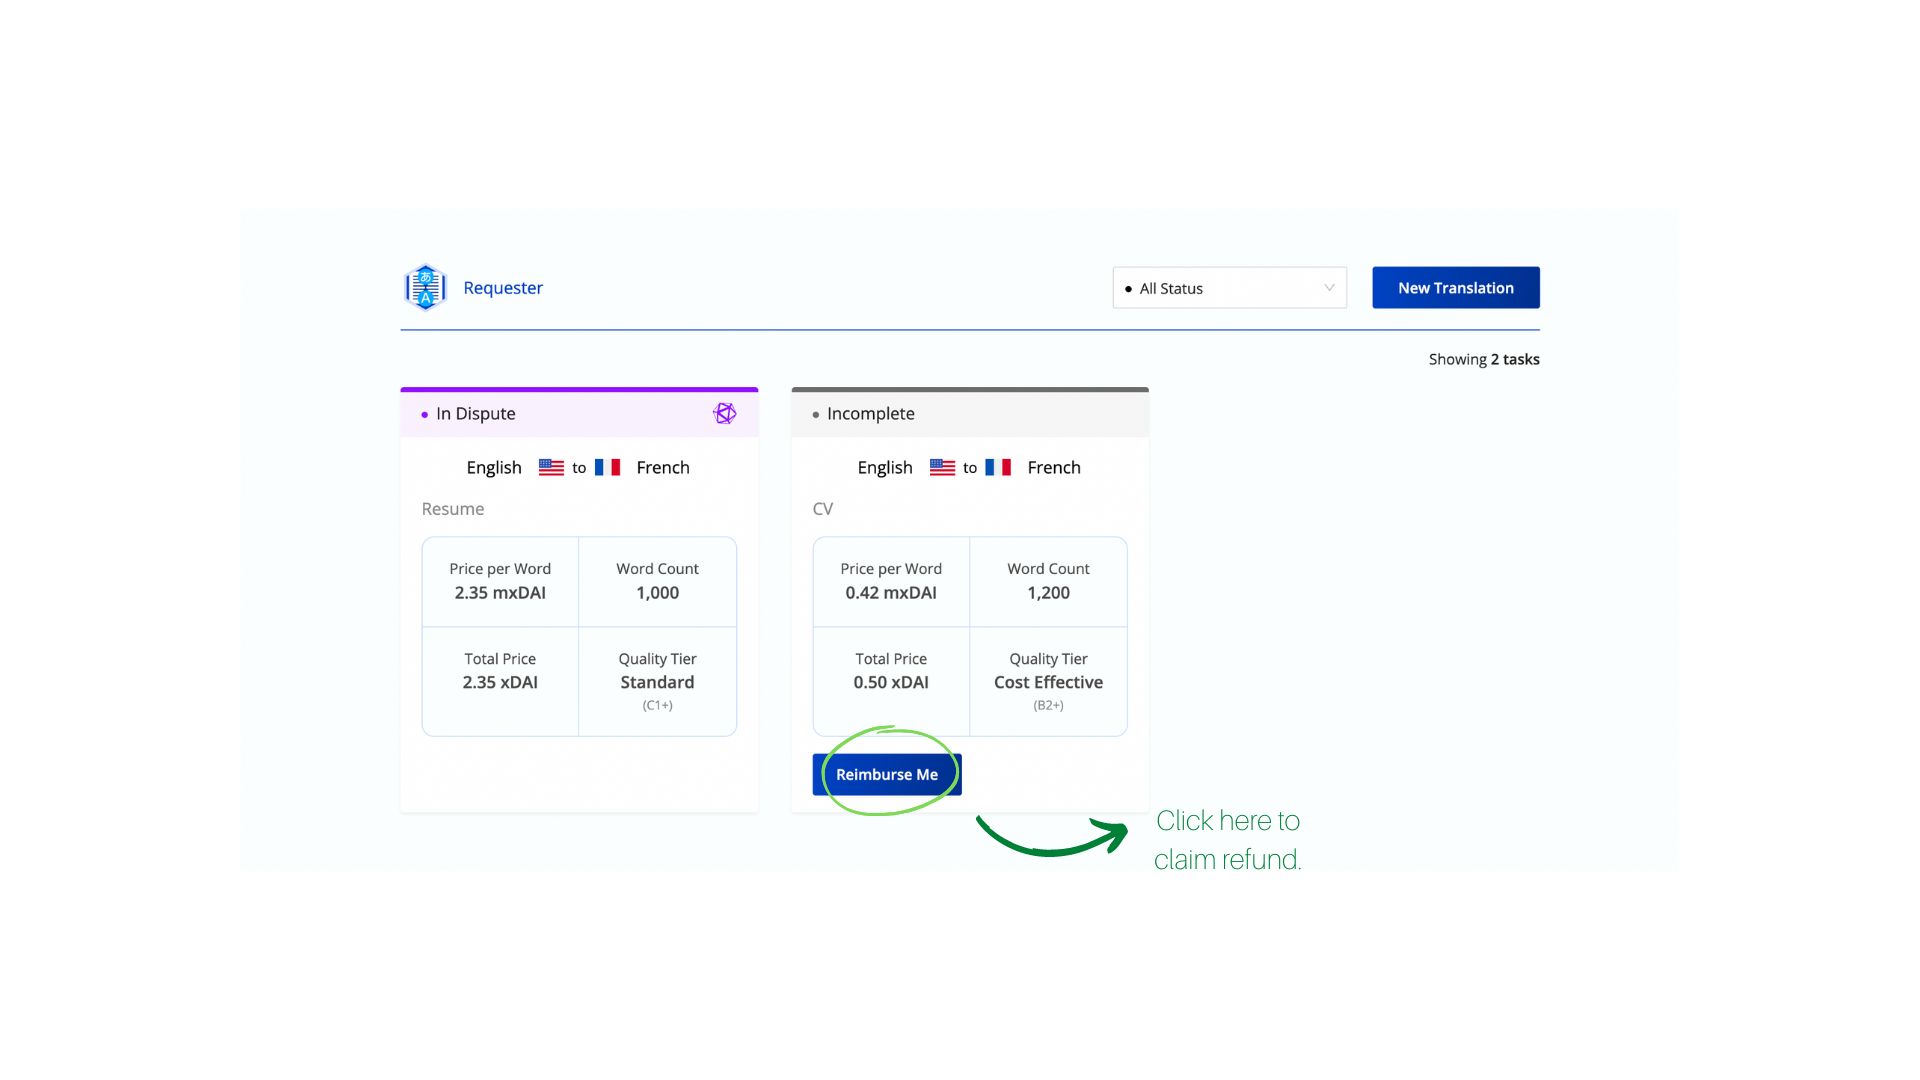 あ
A
Requester
All Status
New Translation
Showing 2 tasks
In Dispute
English to French
Resume
Price per Word
2.35 mxDAI
Word Count
1,000
Total Price
2.35 xDAI
Quality Tier
Standard
(C1+)
Incomplete
English to French
CV
Price per Word
0.42 mxDAI
Word Count
1,200
Total Price
0.50 xDAI
Quality Tier
Cost Effective
(B2+)
Reimburse Me
Click here to
claim refund.